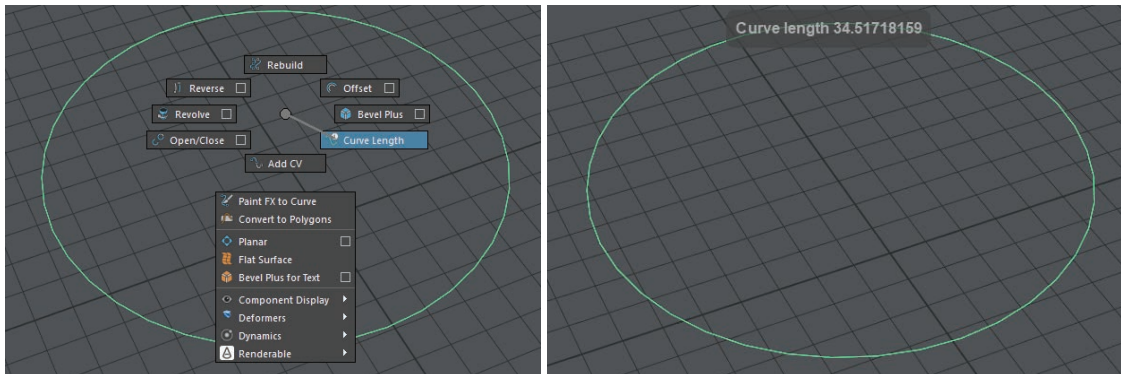 Rebuild
Reverse
Offset
Revolve
Bevel Plus
Open/Close
Curve Length
Add CV
Paint FX to Curve
Convert to Polygons
Planar
Flat Surface
Bevel Plus for Text
Component Display
Deformers
Dynamics
Renderable
Curve length 34.51718159